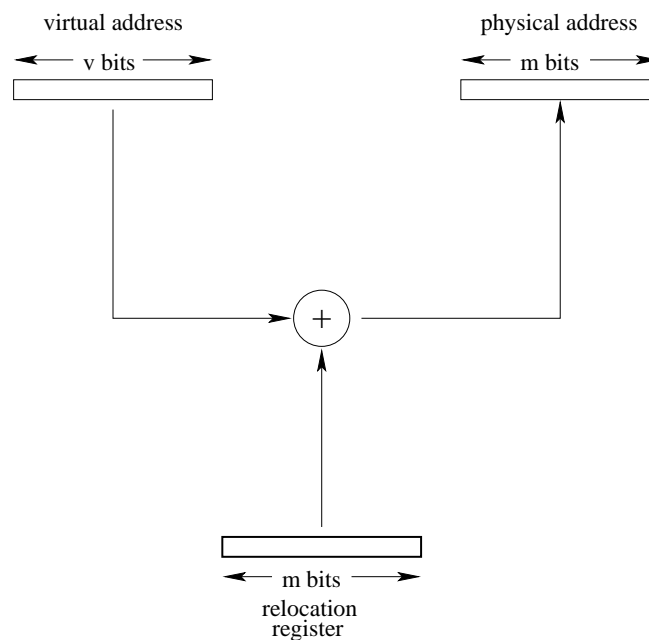 virtual address
physical address
v bits
m bits
+
m bits
relocation
register